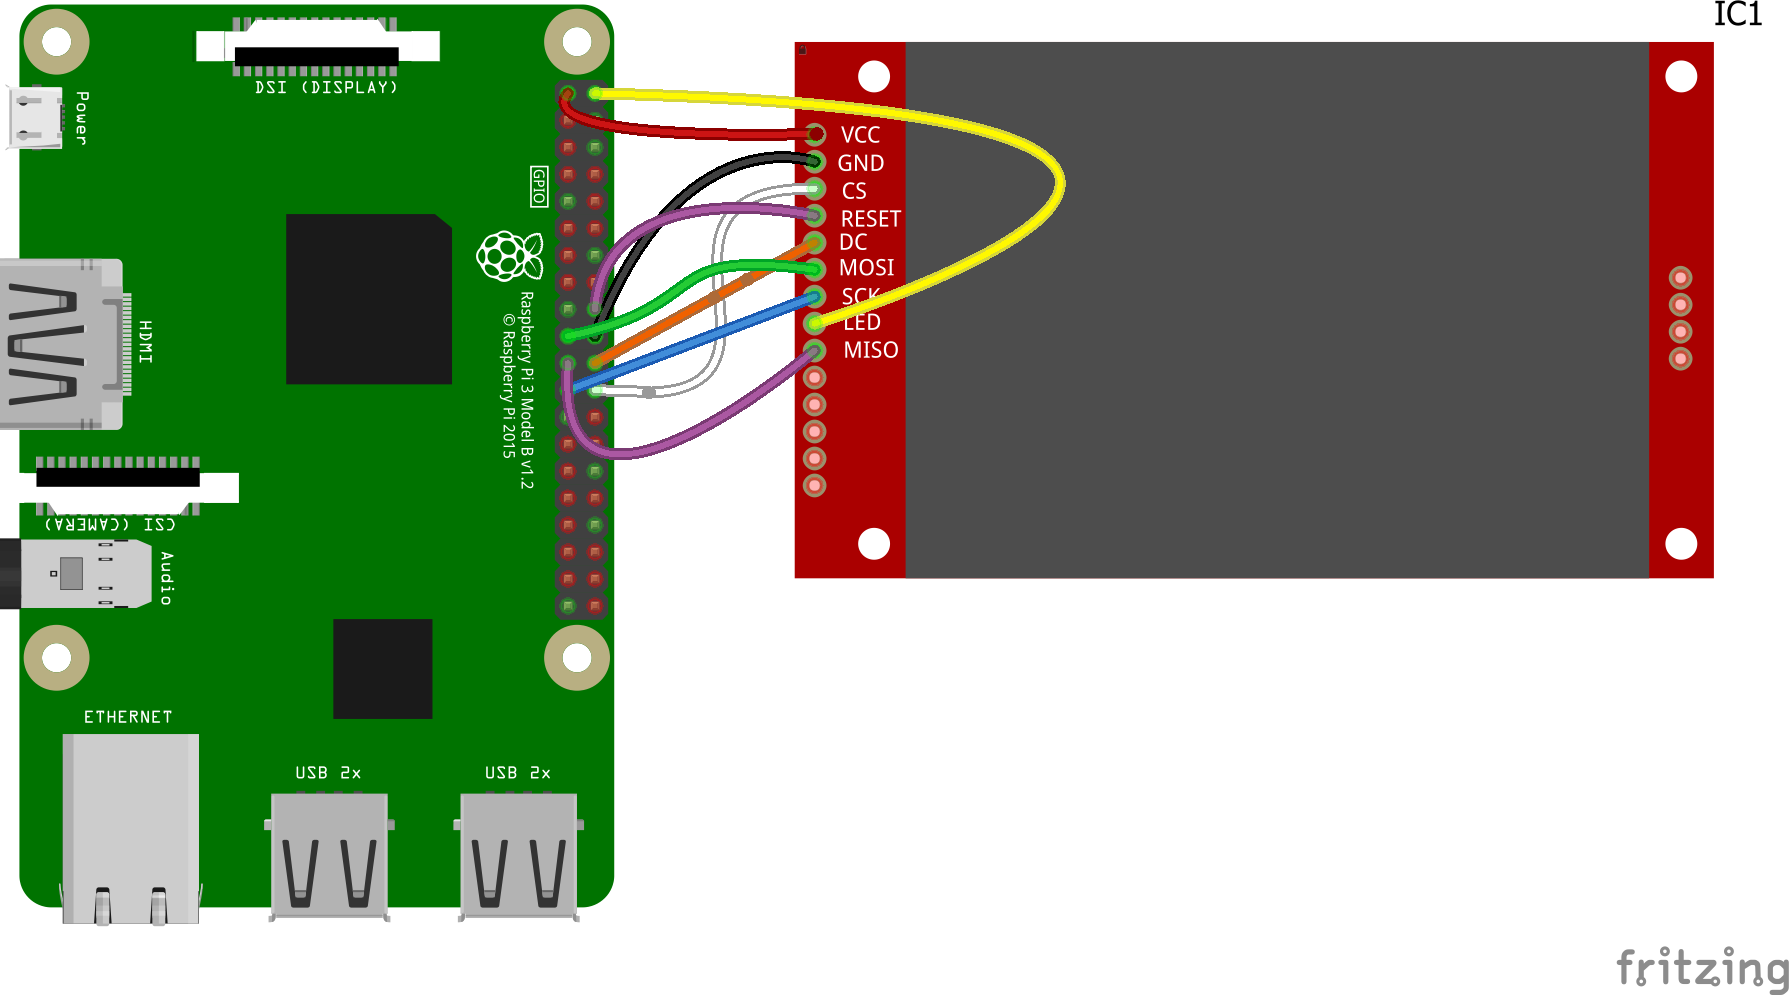 IC1
DSI (DISPLAY)
Power
GPIO
VCC
GND
CS
RESET
DC
MOSI
SCK
LED
MISO
HDMI
Raspberry Pi 3 Model B v1.2
© Raspberry Pi 2015
CSI (CAMERA)
Audio
ETHERNET
USB 2x
USB 2x
fritzing